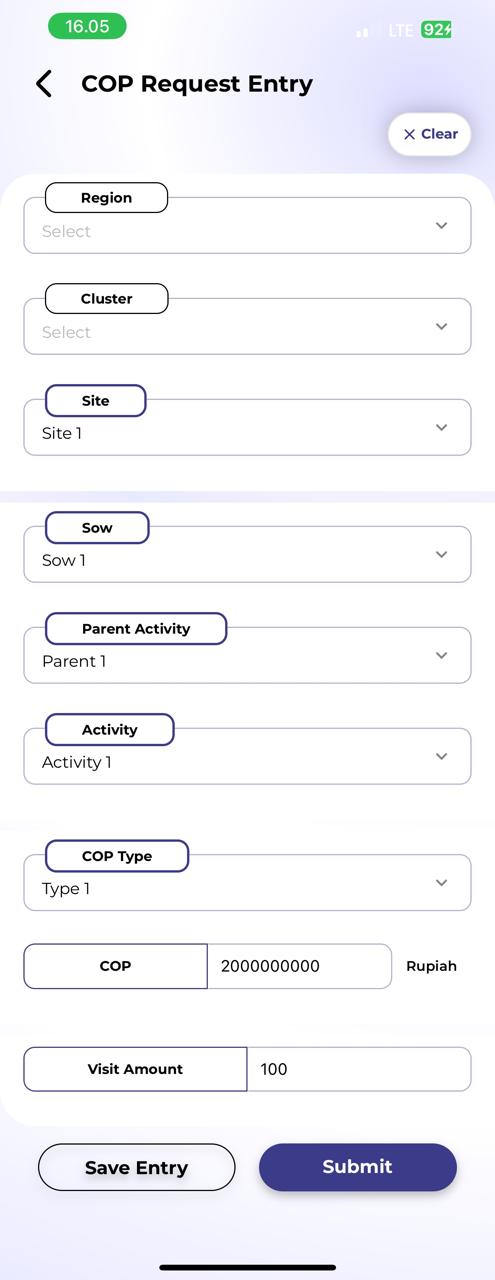 16.05
LTE 92
COP Request Entry
Clear
Region
Select
Cluster
Select
Site
Site 1
Sow
Sow 1
Parent Activity
Parent 1
Activity
Activity 1
COP Type
Type 1
COP 2000000000 Rupiah
Visit Amount 100
Save Entry Submit